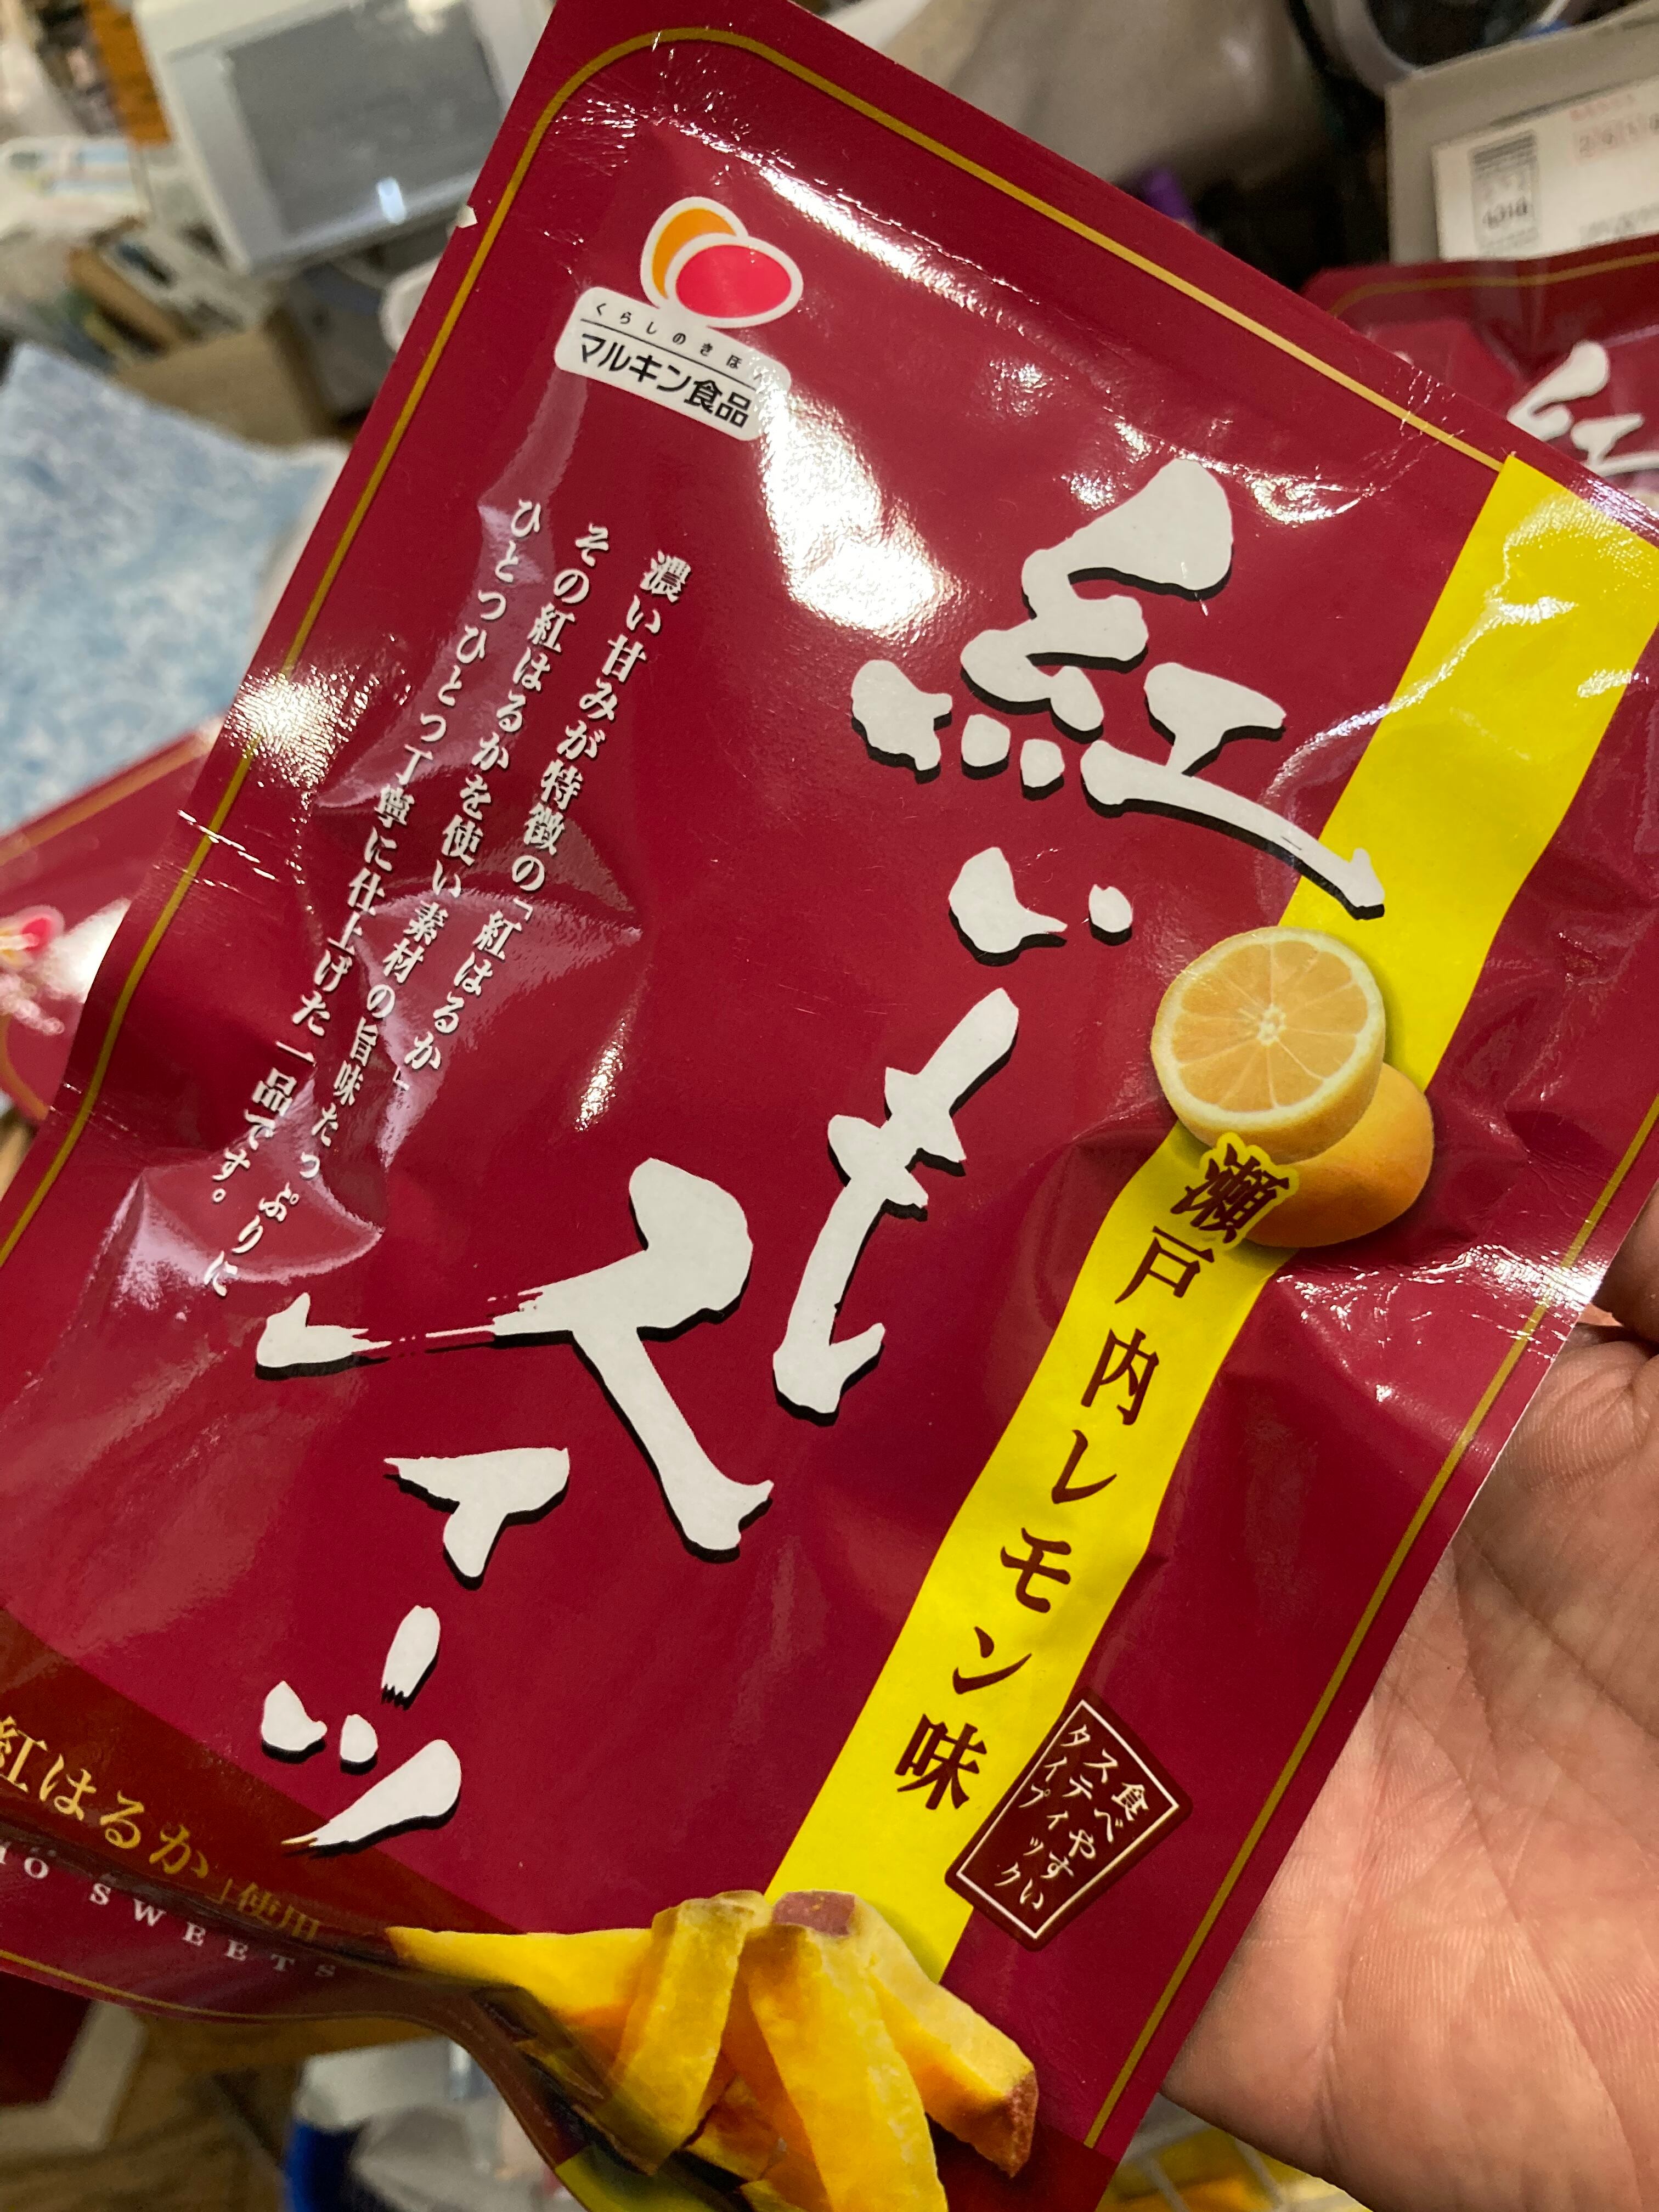 くらしのきほん
マルキン食品
紅いも
スイーツ
瀬戸内レモン味
食べやすい
スティック
タイプ
濃い甘みが特徴の「紅はるか」
その紅はるかを使い素材の旨味たっぷりに
ひとつひとつ丁寧に仕上げた一品です。
紅はるか」使用
MO SWEETS
紅